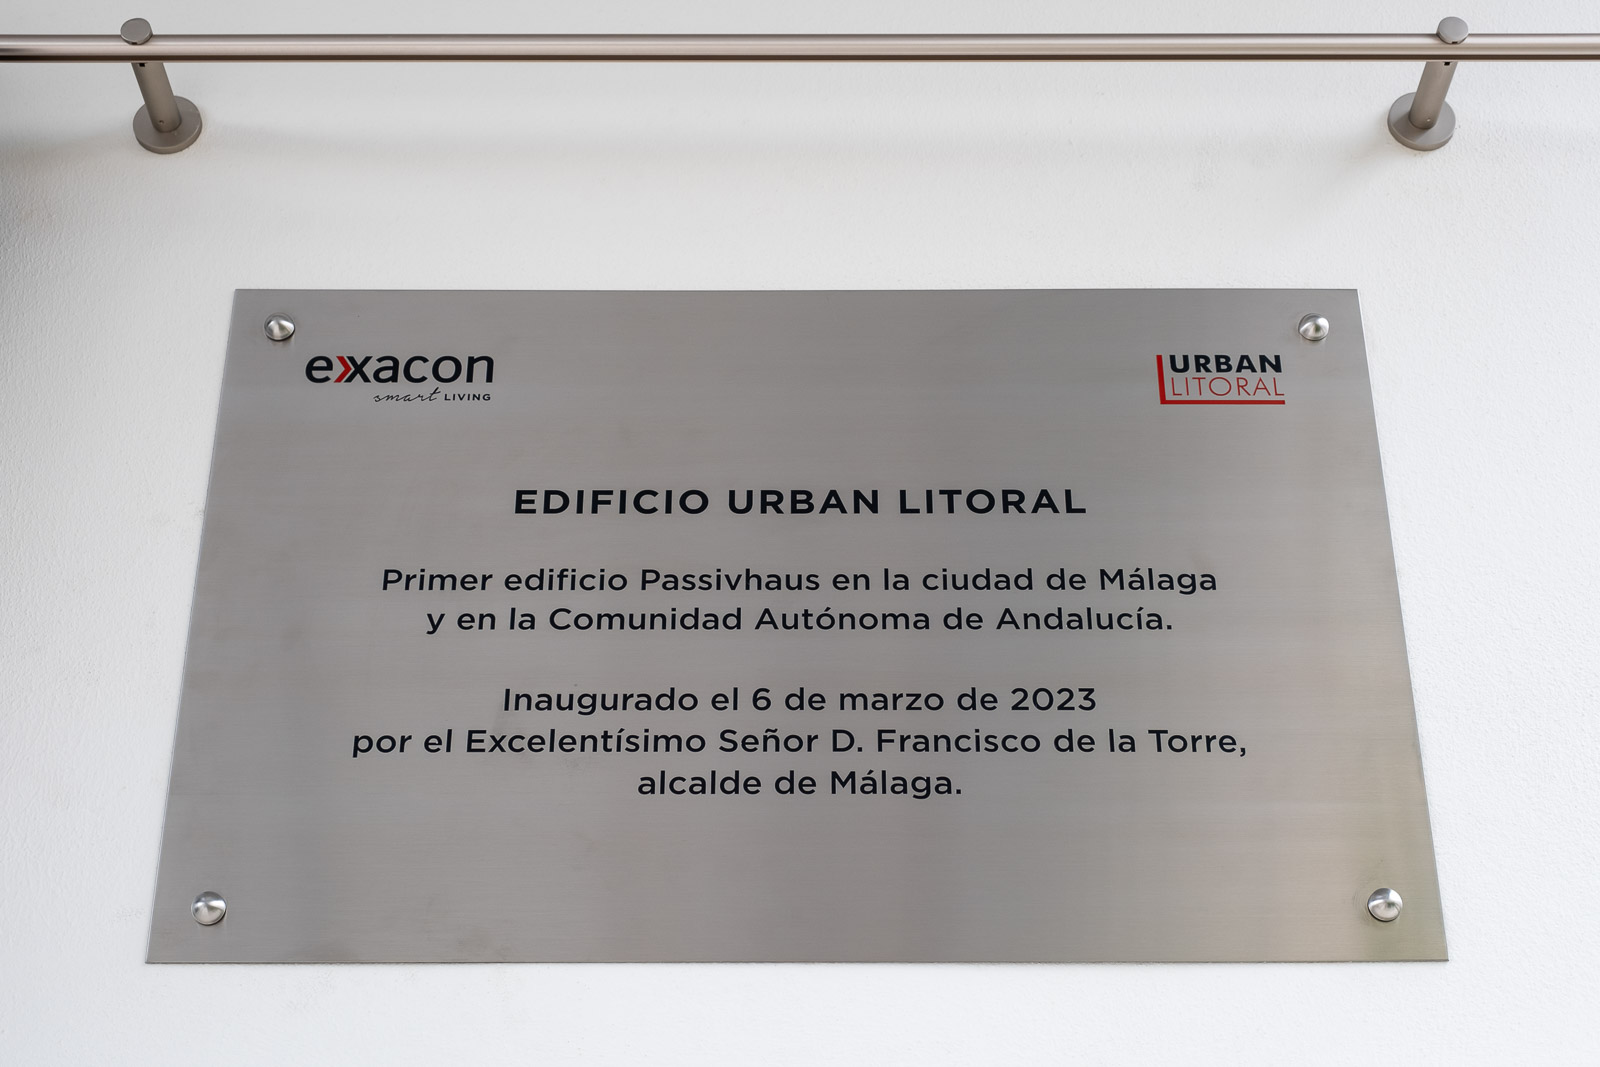 exacon
smart LIVING
URBAN
LITORAL
EDIFICIO URBAN LITORAL
Primer edificio Passivhaus en la ciudad de Málaga
y en la Comunidad Autónoma de Andalucía.
Inaugurado el 6 de marzo de 2023
por el Excelentísimo Señor D. Francisco de la Torre,
alcalde de Málaga.